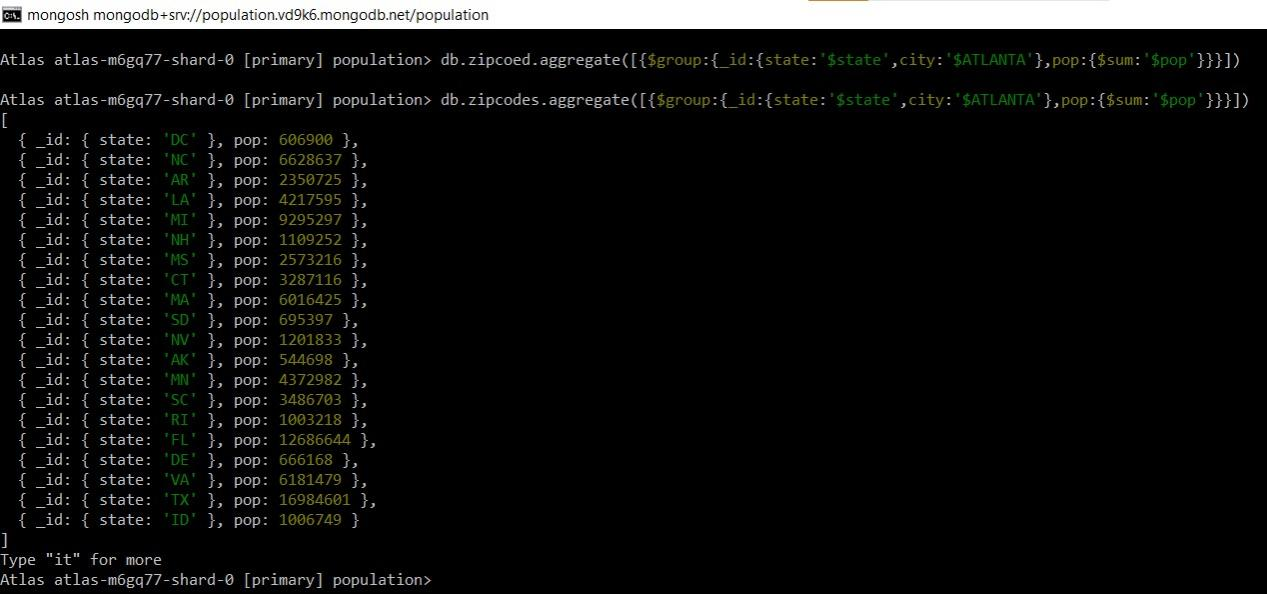 mongosh mongodb+srv://population.vd9k6.mongodb.net/population
Atlas atlas-m6gq77-shard-0 [primary] population> db.zipcoed.aggregate([{$group:{_id:{state:'$state',city:'$ATLANTA'},pop:{$sum:'$pop'}}}])
Atlas atlas-m6gq77-shard-0 [primary] population> db.zipcodes.aggregate([{$group:{_id:{state:'$state',city:'$ATLANTA'},pop:{$sum:'$pop'}}}])
[
  { _id: { state: 'DC' }, pop: 606900 },
  { _id: { state: 'NC' }, pop: 6628637 },
  { _id: { state: 'AR' }, pop: 2350725 },
  { _id: { state: 'LA' }, pop: 4217595 },
  { _id: { state: 'MI' }, pop: 9295297 },
  { _id: { state: 'NH' }, pop: 1109252 },
  { _id: { state: 'MS' }, pop: 2573216 },
  { _id: { state: 'CT' }, pop: 3287116 },
  { _id: { state: 'MA' }, pop: 6016425 },
  { _id: { state: 'SD' }, pop: 695397 },
  { _id: { state: 'NV' }, pop: 1201833 },
  { _id: { state: 'AK' }, pop: 544698 },
  { _id: { state: 'MN' }, pop: 4372982 },
  { _id: { state: 'SC' }, pop: 3486703 },
  { _id: { state: 'RI' }, pop: 1003218 },
  { _id: { state: 'FL' }, pop: 12686644 },
  { _id: { state: 'DE' }, pop: 666168 },
  { _id: { state: 'VA' }, pop: 6181479 },
  { _id: { state: 'TX' }, pop: 16984601 },
  { _id: { state: 'ID' }, pop: 1006749 }
]
Type "it" for more
Atlas atlas-m6gq77-shard-0 [primary] population>